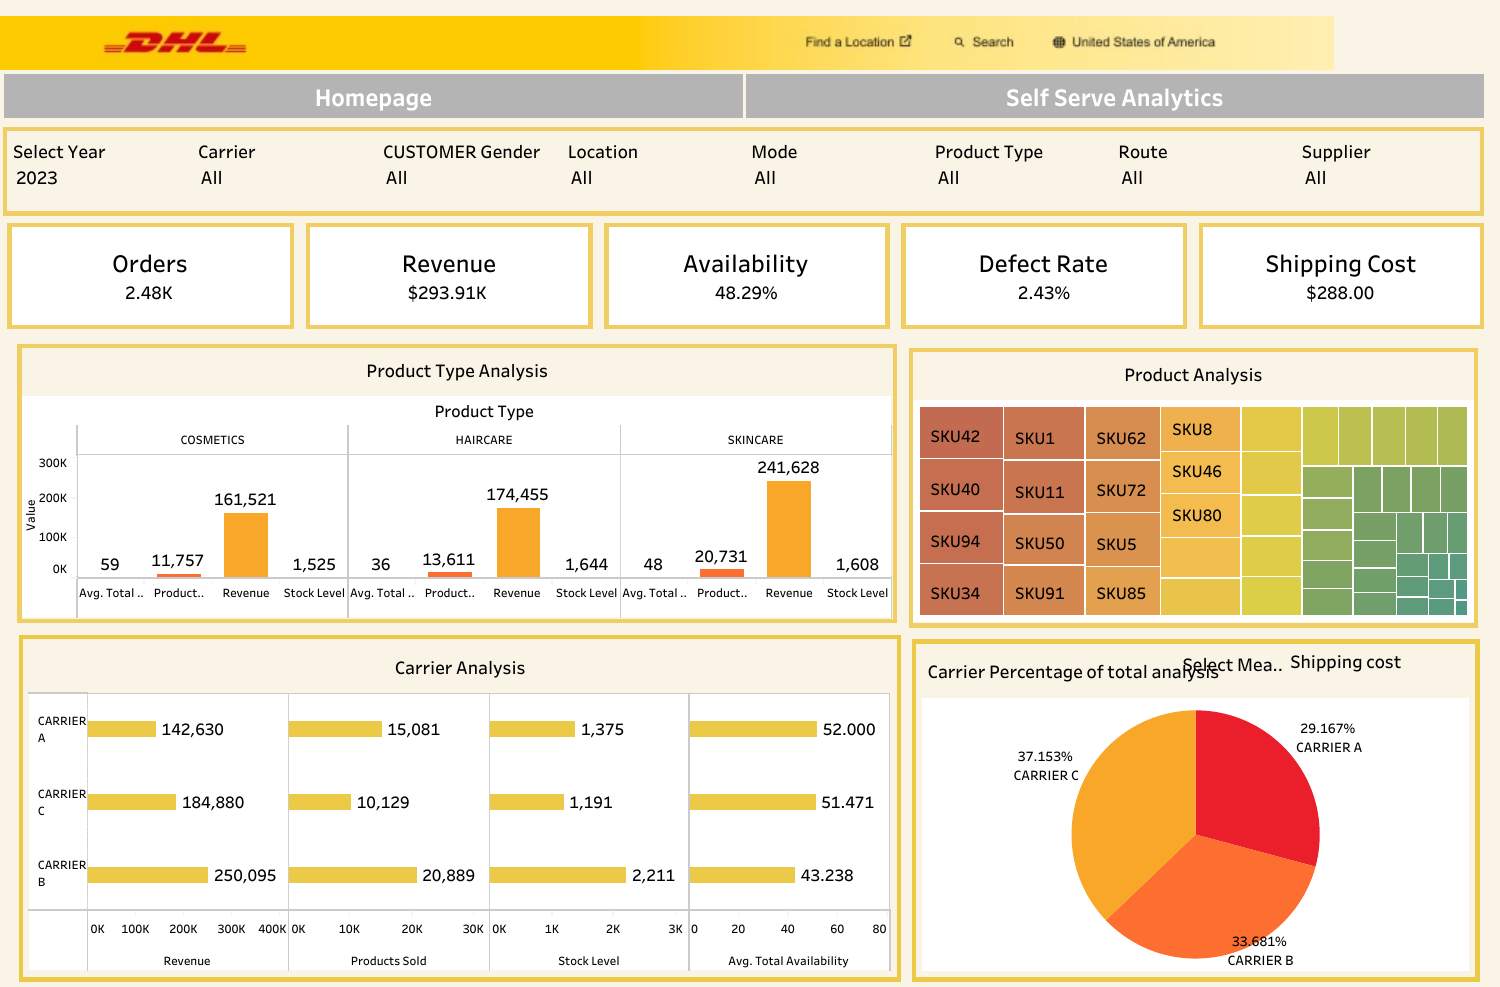 DHL
Find a Location
Search
United States of America
Homepage
Self Serve Analytics
Select Year
Carrier
CUSTOMER Gender
Location
Mode
Product Type
Route
Supplier
2023
All
All
All
All
All
All
All
Orders
2.48K
Revenue
$293.91K
Availability
48.29%
Defect Rate
2.43%
Shipping Cost
$288.00
Product Type Analysis
Product Type
COSMETICS
HAIRCARE
SKINCARE
Value
300K
200K
100K
0K
59
11,757
161,521
1,525
36
13,611
174,455
1,644
48
20,731
241,628
1,608
Avg. Total ..
Product..
Revenue
Stock Level
Avg. Total ..
Product..
Revenue
Stock Level
Avg. Total ..
Product..
Revenue
Stock Level
Product Analysis
SKU42
SKU40
SKU94
SKU34
SKU1
SKU11
SKU50
SKU91
SKU62
SKU72
SKU5
SKU85
SKU8
SKU46
SKU80
Carrier Analysis
CARRIER
A
142,630
15,081
1,375
52.000
CARRIER
C
184,880
10,129
1,191
51.471
CARRIER
B
250,095
20,889
2,211
43.238
0K 100K 200K 300K 400K
0K 10K 20K 30K
0K 1K 2K 3K
0 20 40 60 80
Revenue
Products Sold
Stock Level
Avg. Total Availability
Carrier Percentage of total analysis
Select Mea..
Shipping cost
29.167%
CARRIER A
37.153%
CARRIER C
33.681%
CARRIER B